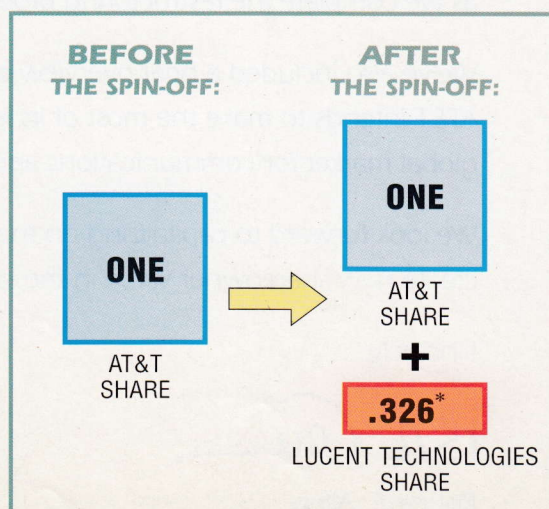 BEFORE
THE SPIN-OFF:
ONE
AT&T
SHARE
AFTER
THE SPIN-OFF:
ONE
AT&T
SHARE
+
.326*
LUCENT TECHNOLOGIES
SHARE